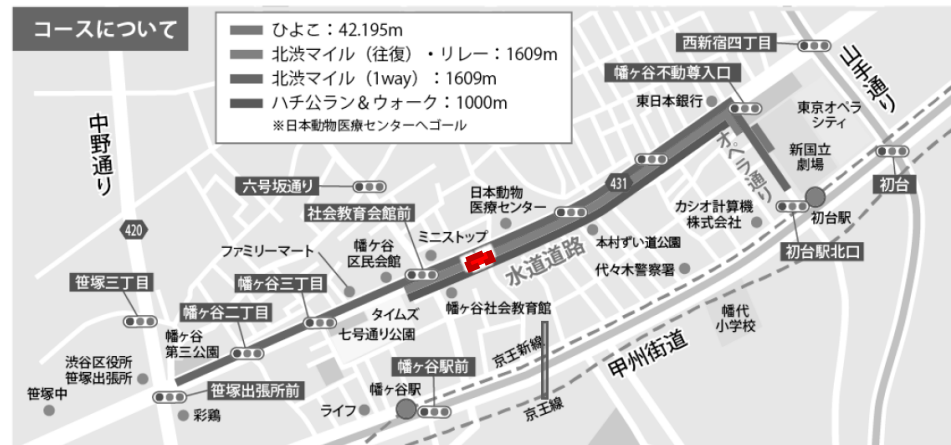 コースについて
ひよこ：42.195m
北渋マイル（往復）・リレー：1609m
北渋マイル（1way）：1609m
ハチ公ラン＆ウォーク：1000m
※日本動物医療センターへゴール
西新宿四丁目
山手通り
幡ヶ谷不動尊入口
東日本銀行
東京オペラ
シティ
中野通り
オペラ通り
新国立
劇場
六号坂通り
431
初台
日本動物
医療センター
社会教育会館前
カシオ計算機
株式会社
初台駅
420
ミニストップ
幡ヶ谷
区民会館
ファミリーマート
水道道路
本村ずい道公園
初台駅北口
代々木警察署
笹塚三丁目
幡ヶ谷三丁目
幡ヶ谷社会教育館
幡ヶ谷二丁目
タイムズ
七号通り公園
幡代
小学校
幡ヶ谷
第三公園
京王新線
甲州街道
渋谷区役所
笹塚出張所
幡ヶ谷駅前
笹塚出張所前
幡ヶ谷駅
笹塚中
彩鶏
ライフ
京王線